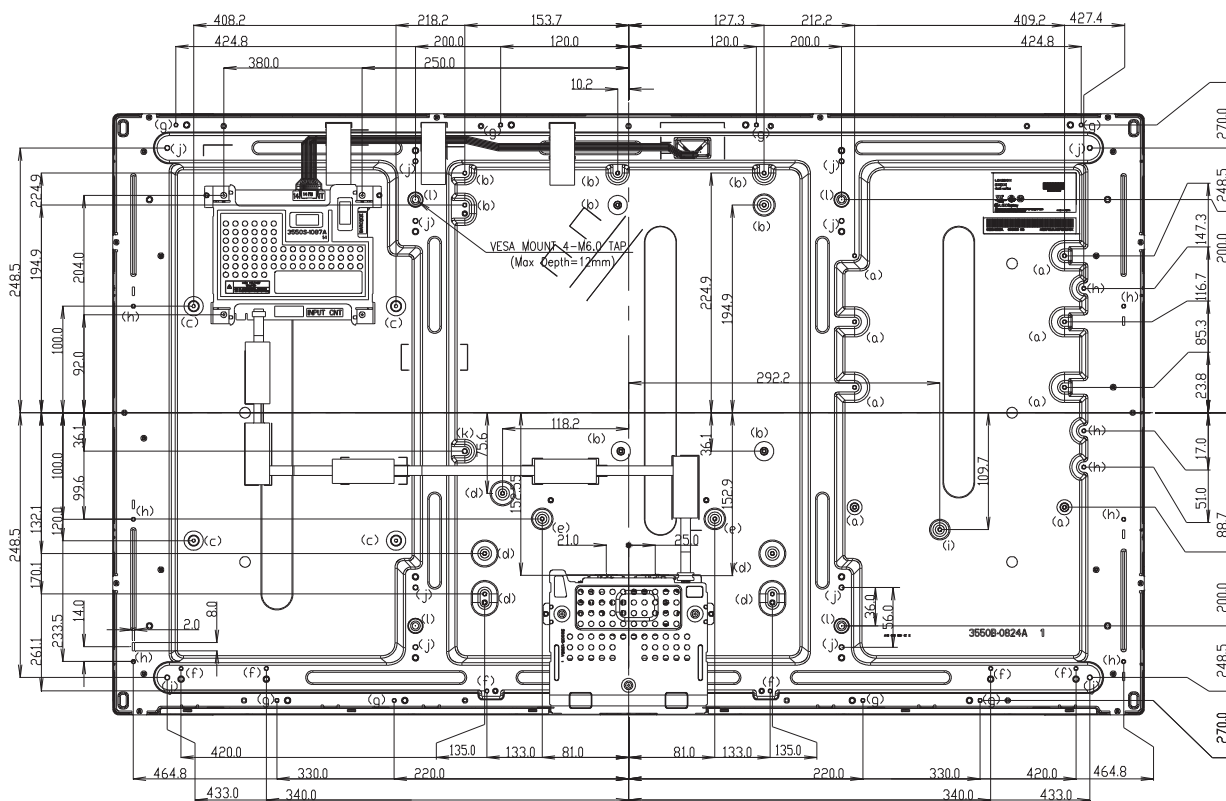 408.2 218.2 153.7 127.3 212.2 409.2 427.4
424.8 200.0 120.0 120.0 200.0 424.8
380.0 250.0
10.2
(g) (g) (g) (g)
(j) (j) (j)
(b) (b) (b)
(l) (l)
(b) (b) (b)
(j) (j)
3550S-1087A
VESA MOUNT 4-M6.0 TAP
(Max Depth=12mm)
(a) (a)
(h) (h) (h)
(c) (c)
INPUT CNT
(a) (a)
292.2
(a) (a)
118.2
(k) (b) (b) (h)
(h)
(d)
(h) (e) (e) (a) (a) (h)
(c) (c) (i)
21.0 25.0
(d) (d)
(j) (d) (d) (j)
(l) (l)
(j) (j)
3550B-0824A 1
(h) (h)
(f) (f) (f) (f)
(j) (f) (f) (j)
(g) (g) (g) (g)
248.5
224.9
194.9
204.0
100.0
92.0
36.1
100.0
99.6
120.0
132.1
248.5
170.1
14.0
8.0
2.0
233.5
261.1
224.9
194.9
75.6
152.9
36.1
152.9
109.7
36.0
56.0
270.0
248.5
200.0
147.3
116.7
85.3
23.8
17.0
51.0
88.7
200.0
248.5
270.0
420.0 135.0 133.0 81.0 81.0 133.0 135.0
464.8 330.0 220.0 220.0 330.0 420.0 464.8
433.0 340.0 340.0 433.0